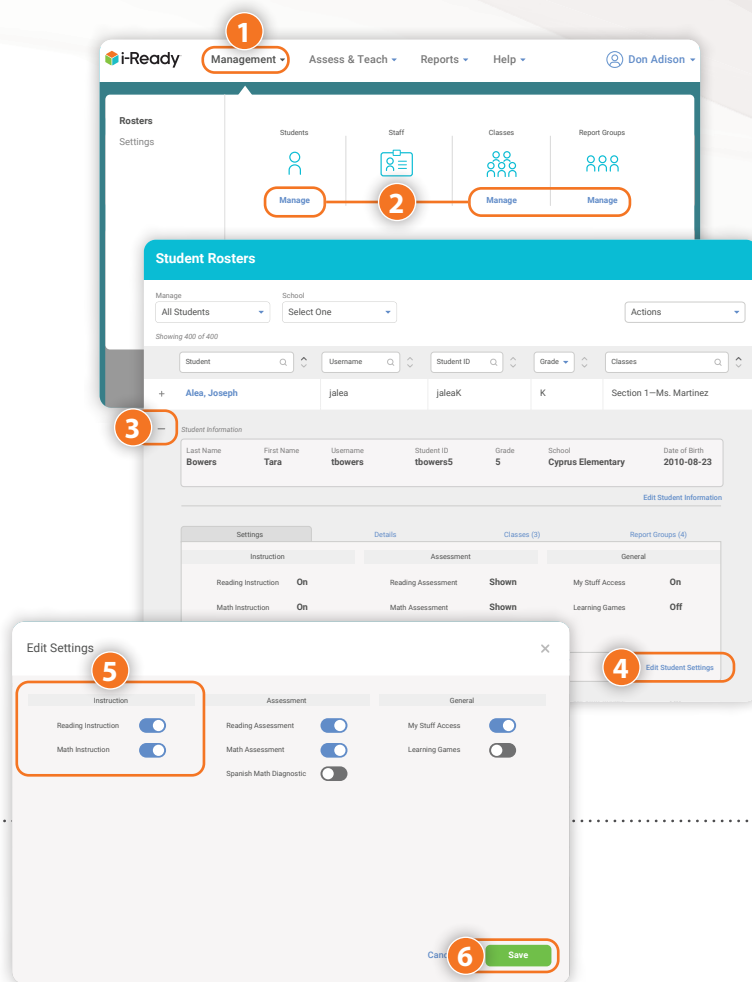 1
i-Ready Management Assess & Teach Reports Help Don Adison
Rosters
Settings
Students Staff Classes Report Groups
Manage 2 Manage Manage
Student Rosters
Manage School
All Students Select One Actions
Showing 400 of 400
Student Username Student ID Grade Classes
+ Alea, Joseph jalea jaleaK K Section 1—Ms. Martinez
3 – Student Information
Last Name First Name Username Student ID Grade School Date of Birth
Bowers Tara tbowers tbowers5 5 Cyprus Elementary 2010-08-23
Edit Student Information
Settings Details Classes (3) Report Groups (4)
Instruction Assessment General
Reading Instruction On Reading Assessment Shown My Stuff Access On
Math Instruction On Math Assessment Shown Learning Games Off
4 Edit Student Settings
Edit Settings
5
Instruction Assessment General
Reading Instruction Reading Assessment My Stuff Access
Math Instruction Math Assessment Learning Games
Spanish Math Diagnostic
6 Save